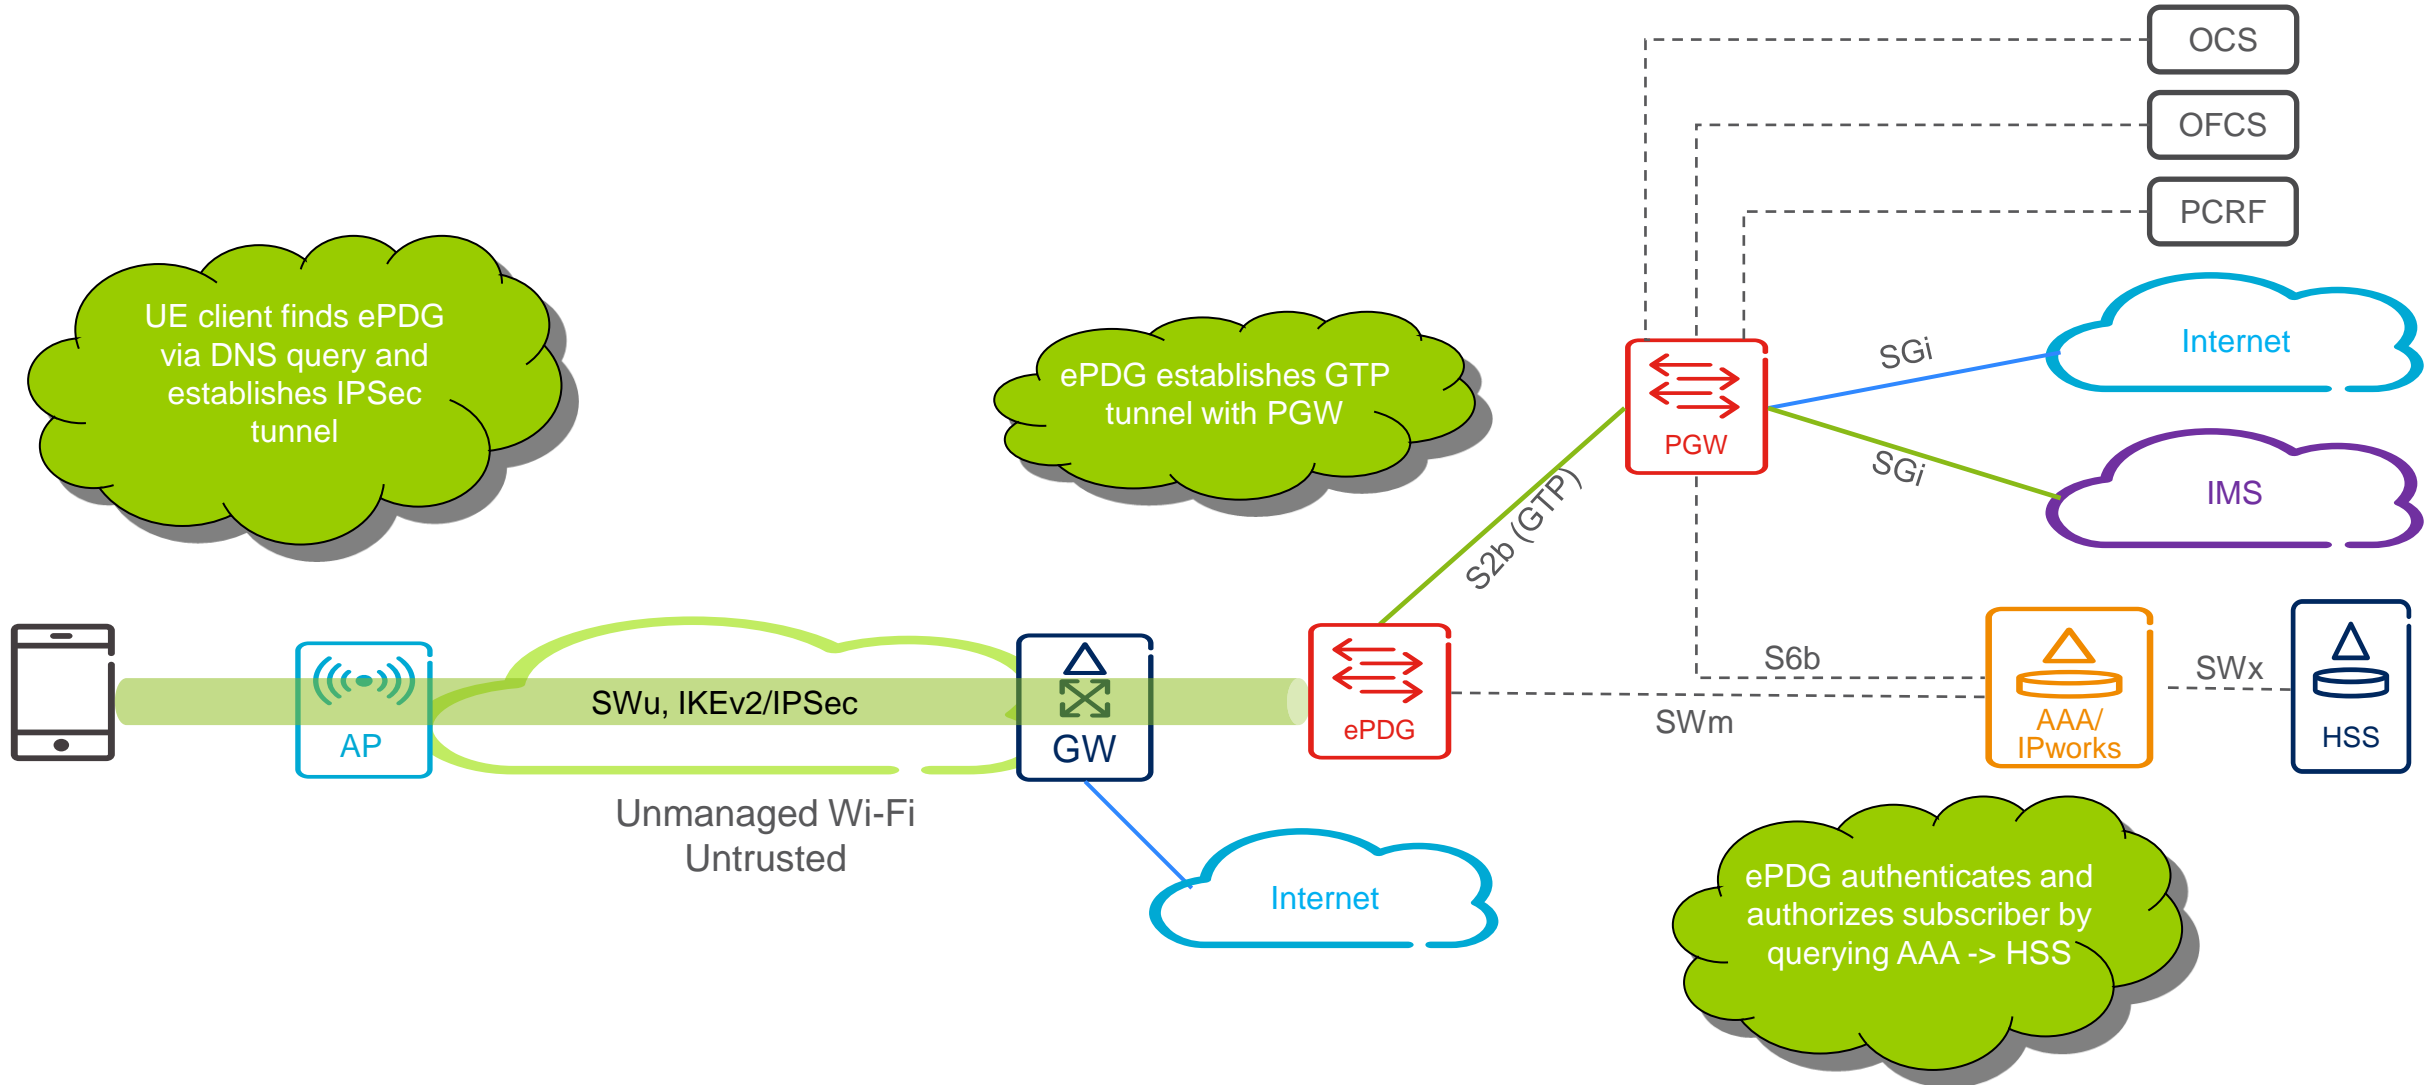 OCS
OFCS
PCRF
UE client finds ePDG
via DNS query and
establishes IPSec
tunnel
ePDG establishes GTP
tunnel with PGW
SGi
Internet
PGW
SGi
IMS
S2b (GTP)
SWu, IKEv2/IPSec
AP
GW
ePDG
S6b
SWm
AAA/
IPworks
SWx
HSS
Unmanaged Wi-Fi
Untrusted
Internet
ePDG authenticates and
authorizes subscriber by
querying AAA -> HSS